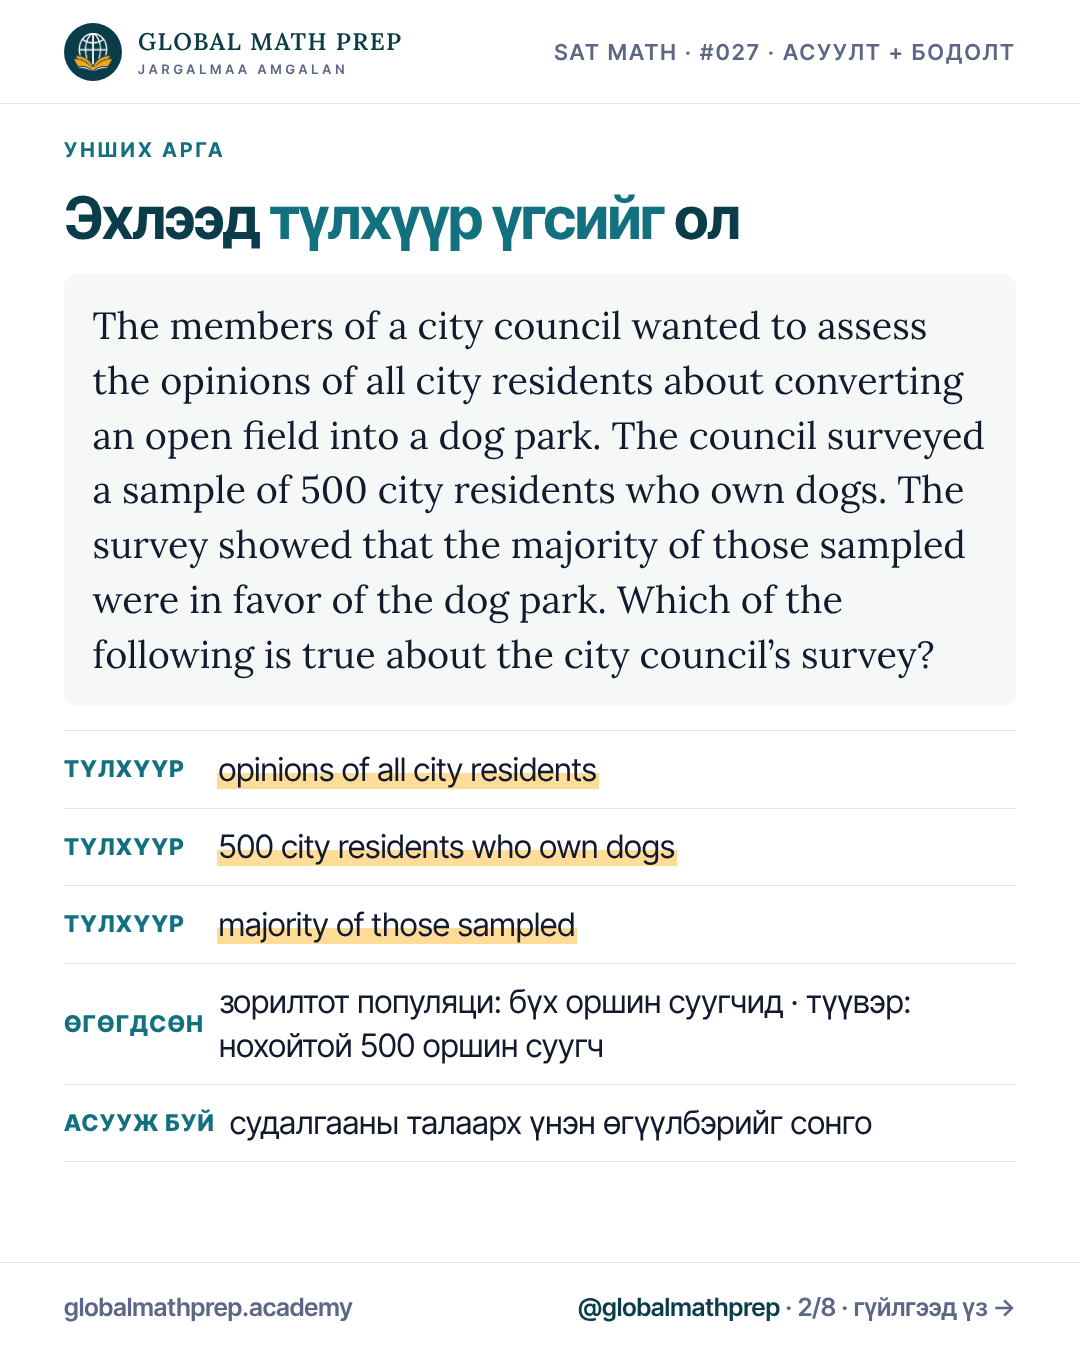 GLOBAL MATH PREP
JARGALMAA AMGALAN
SAT MATH · #027 · АСУУЛТ + БОДОЛТ
УНШИХ АРГА
Эхлээд түлхүүр үгсийг ол
The members of a city council wanted to assess
the opinions of all city residents about converting
an open field into a dog park. The council surveyed
a sample of 500 city residents who own dogs. The
survey showed that the majority of those sampled
were in favor of the dog park. Which of the
following is true about the city council’s survey?
ТҮЛХҮҮР opinions of all city residents
ТҮЛХҮҮР 500 city residents who own dogs
ТҮЛХҮҮР majority of those sampled
ӨГӨГДСӨН зорилтот популяци: бүх оршин суугчид · түүвэр:
нохойтой 500 оршин суугч
АСУУЖ БУЙ судалгааны талаарх үнэн өгүүлбэрийг сонго
globalmathprep.academy
@globalmathprep · 2/8 · гүйлгээд үз →